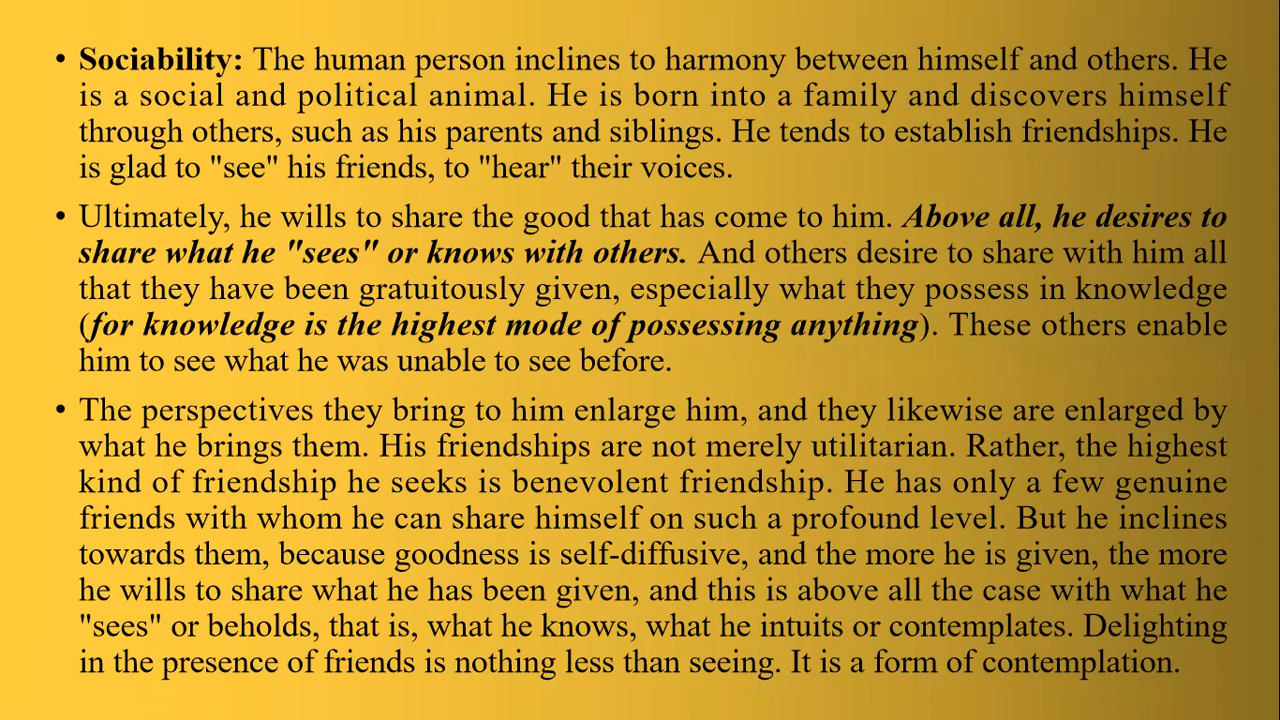 • Sociability: The human person inclines to harmony between himself and others. He
is a social and political animal. He is born into a family and discovers himself
through others, such as his parents and siblings. He tends to establish friendships. He
is glad to "see" his friends, to "hear" their voices.
• Ultimately, he wills to share the good that has come to him. Above all, he desires to
share what he "sees" or knows with others. And others desire to share with him all
that they have been gratuitously given, especially what they possess in knowledge
(for knowledge is the highest mode of possessing anything). These others enable
him to see what he was unable to see before.
• The perspectives they bring to him enlarge him, and they likewise are enlarged by
what he brings them. His friendships are not merely utilitarian. Rather, the highest
kind of friendship he seeks is benevolent friendship. He has only a few genuine
friends with whom he can share himself on such a profound level. But he inclines
towards them, because goodness is self-diffusive, and the more he is given, the more
he wills to share what he has been given, and this is above all the case with what he
"sees" or beholds, that is, what he knows, what he intuits or contemplates. Delighting
in the presence of friends is nothing less than seeing. It is a form of contemplation.